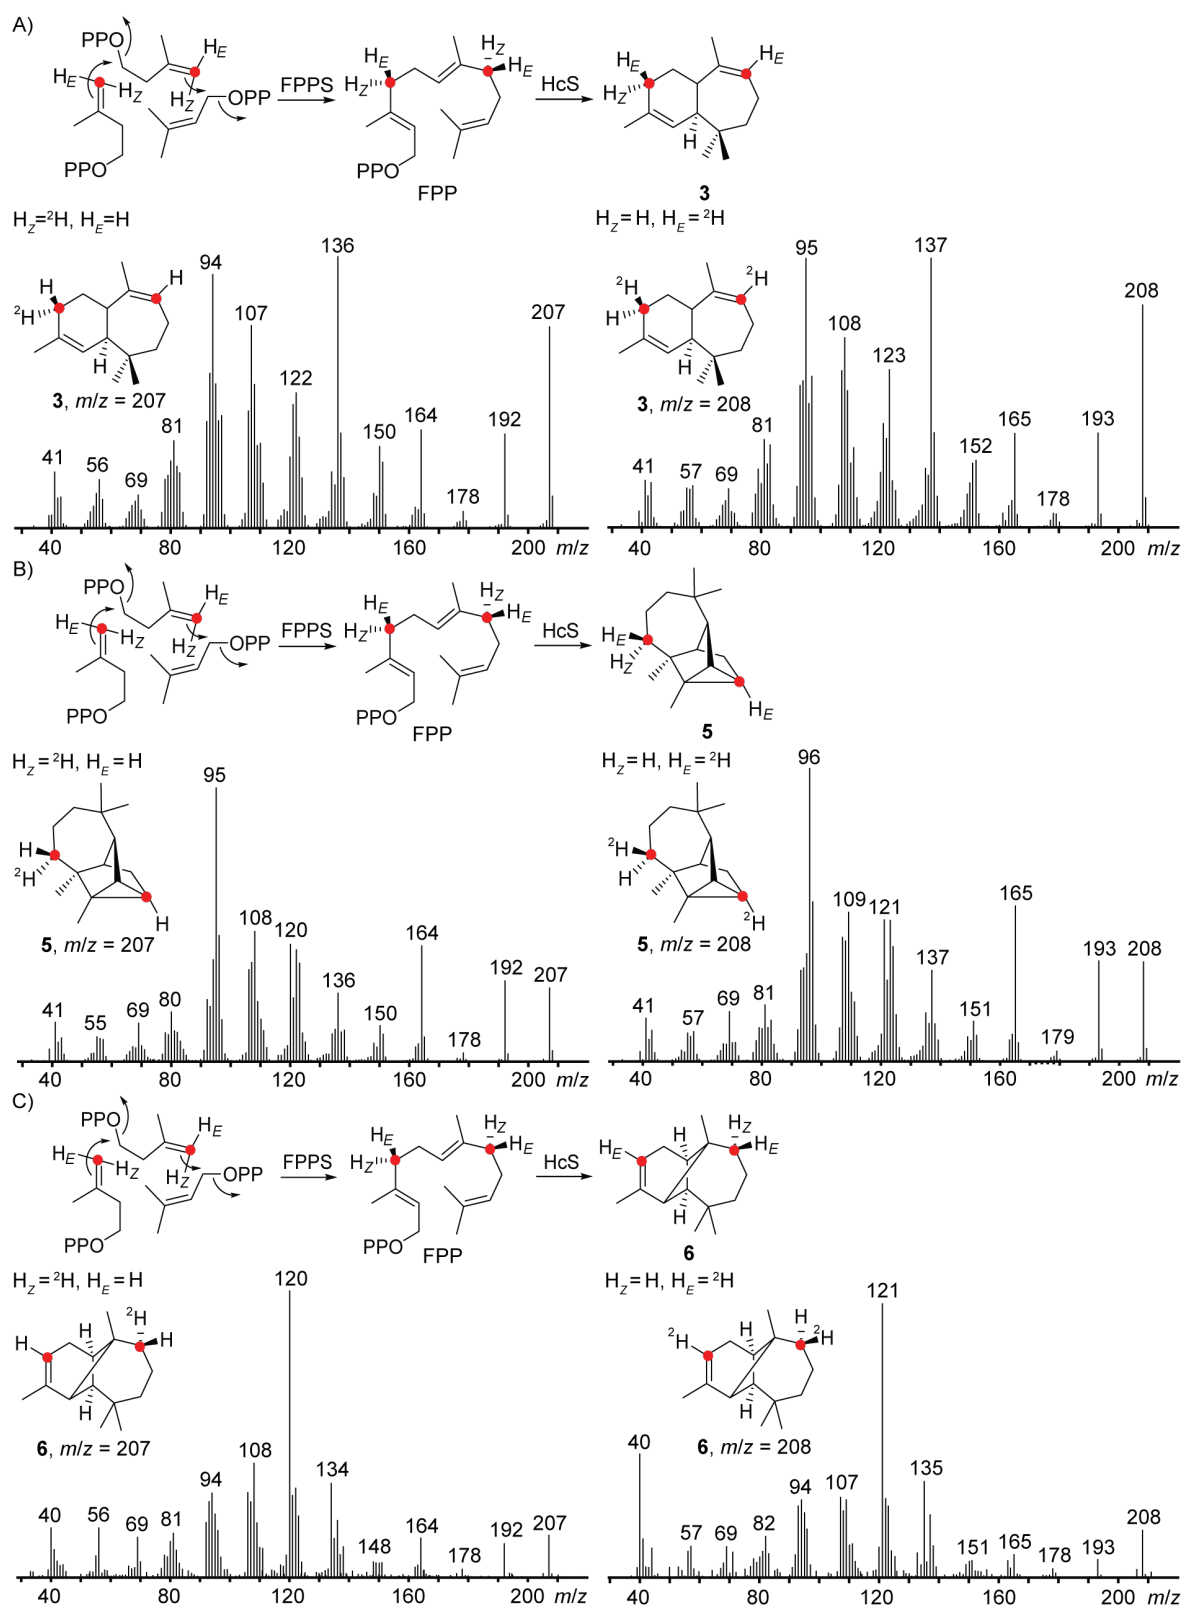 A)
PPO H_E
H_E H_Z H_Z OPP
PPO
FPPS
H_E H_Z H_Z H_E
PPO
FPP
HcS
H_E H_Z H_E
H
3
H_Z=²H, H_E=H
H_Z=H, H_E=²H
H H ²H
H
3, m/z = 207
41 56 69 81 94 107 122 136 150 164 178 192 207
40 80 120 160 200 m/z
²H ²H H
H
3, m/z = 208
41 57 69 81 95 108 123 137 152 165 178 193 208
40 80 120 160 200 m/z
B)
PPO H_E
H_E H_Z H_Z OPP
PPO
FPPS
H_E H_Z H_Z H_E
PPO
FPP
HcS
H_E
H_Z
H_E
5
H_Z=²H, H_E=H
H_Z=H, H_E=²H
H
²H
H
5, m/z = 207
41 55 69 80 95 108 120 136 150 164 178 192 207
40 80 120 160 200 m/z
²H
H
²H
5, m/z = 208
41 57 69 81 96 109 121 137 151 165 179 193 208
40 80 120 160 200 m/z
C)
PPO H_E
H_E H_Z H_Z OPP
PPO
FPPS
H_E H_Z H_Z H_E
PPO
FPP
HcS
H_E H H_Z H_E
H
6
H_Z=²H, H_E=H
H_Z=H, H_E=²H
H H ²H H
H
6, m/z = 207
40 56 69 81 94 108 120 134 148 164 178 192 207
40 80 120 160 200 m/z
²H H H ²H
H
6, m/z = 208
40 57 69 82 94 107 121 135 151 165 178 193 208
40 80 120 160 200 m/z